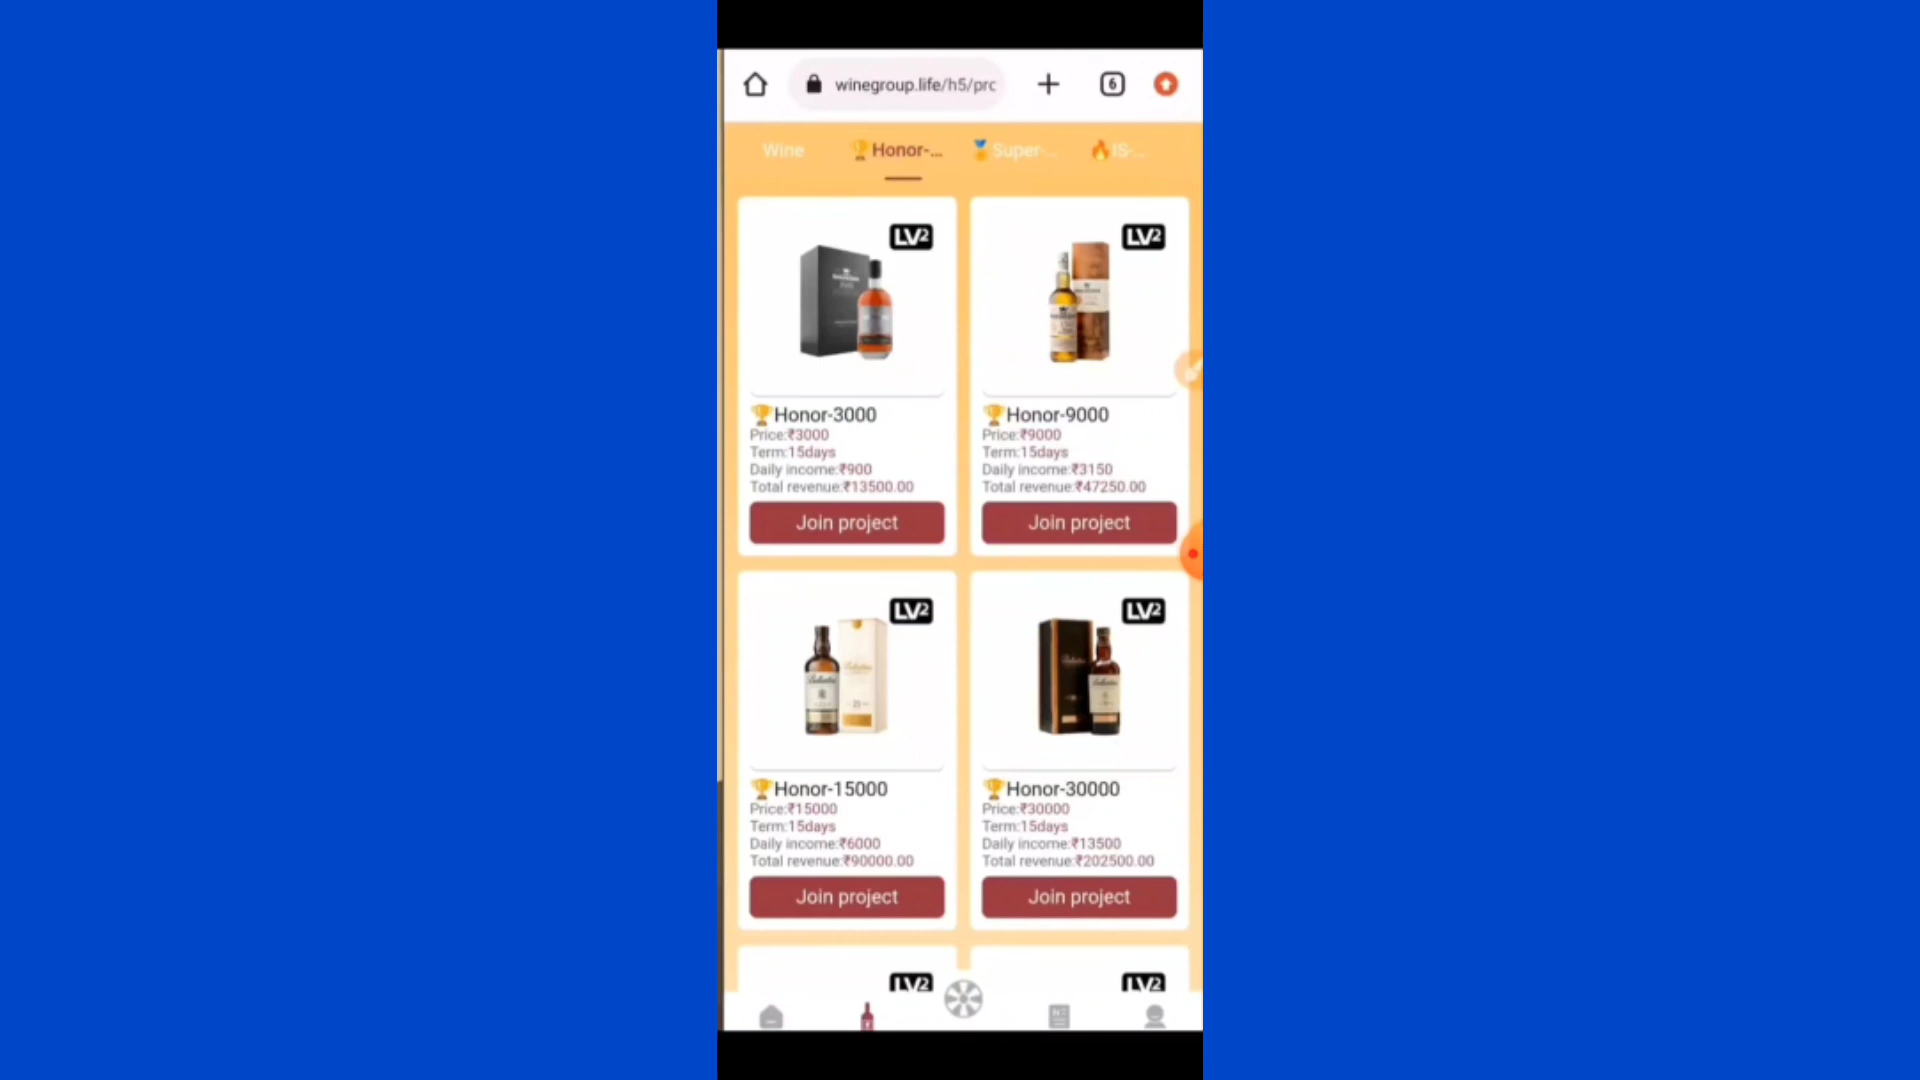 winegroup.life/h5/prc
6
Wine
🏆Honor-...
🏅Super-...
🔥IS-...
LV2
LV2
🏆Honor-3000
Price:₹3000
Term:15days
Daily income:₹900
Total revenue:₹13500.00
Join project
🏆Honor-9000
Price:₹9000
Term:15days
Daily income:₹3150
Total revenue:₹47250.00
Join project
LV2
Ballantine's
21
LV2
🏆Honor-15000
Price:₹15000
Term:15days
Daily income:₹6000
Total revenue:₹90000.00
Join project
🏆Honor-30000
Price:₹30000
Term:15days
Daily income:₹13500
Total revenue:₹202500.00
Join project
LV2
LV2